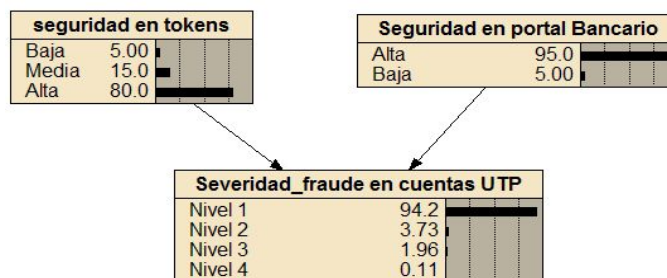 seguridad en tokens
Baja 5.00
Media 15.0
Alta 80.0
Seguridad en portal Bancario
Alta 95.0
Baja 5.00
Severidad_fraude en cuentas UTP
Nivel 1 94.2
Nivel 2 3.73
Nivel 3 1.96
Nivel 4 0.11